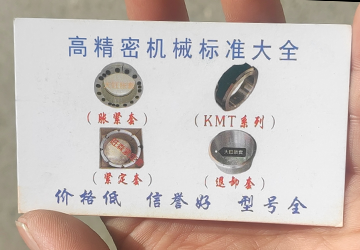 高精密机械标准大全
(胀紧套)
(KMT系列)
(紧定套)
(退卸套)
价格低 信誉好 型号全